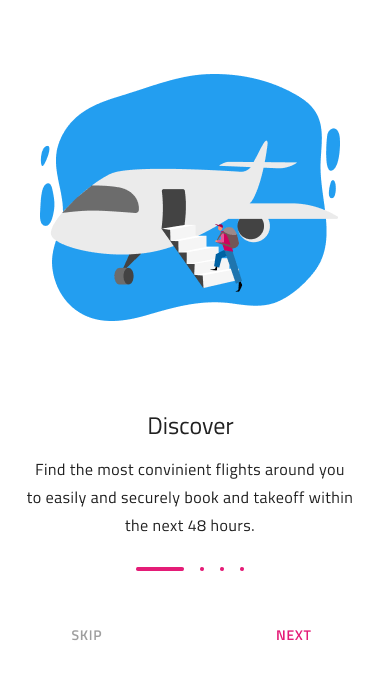 Discover
Find the most convinient flights around you
to easily and securely book and takeoff within
the next 48 hours.
SKIP
NEXT